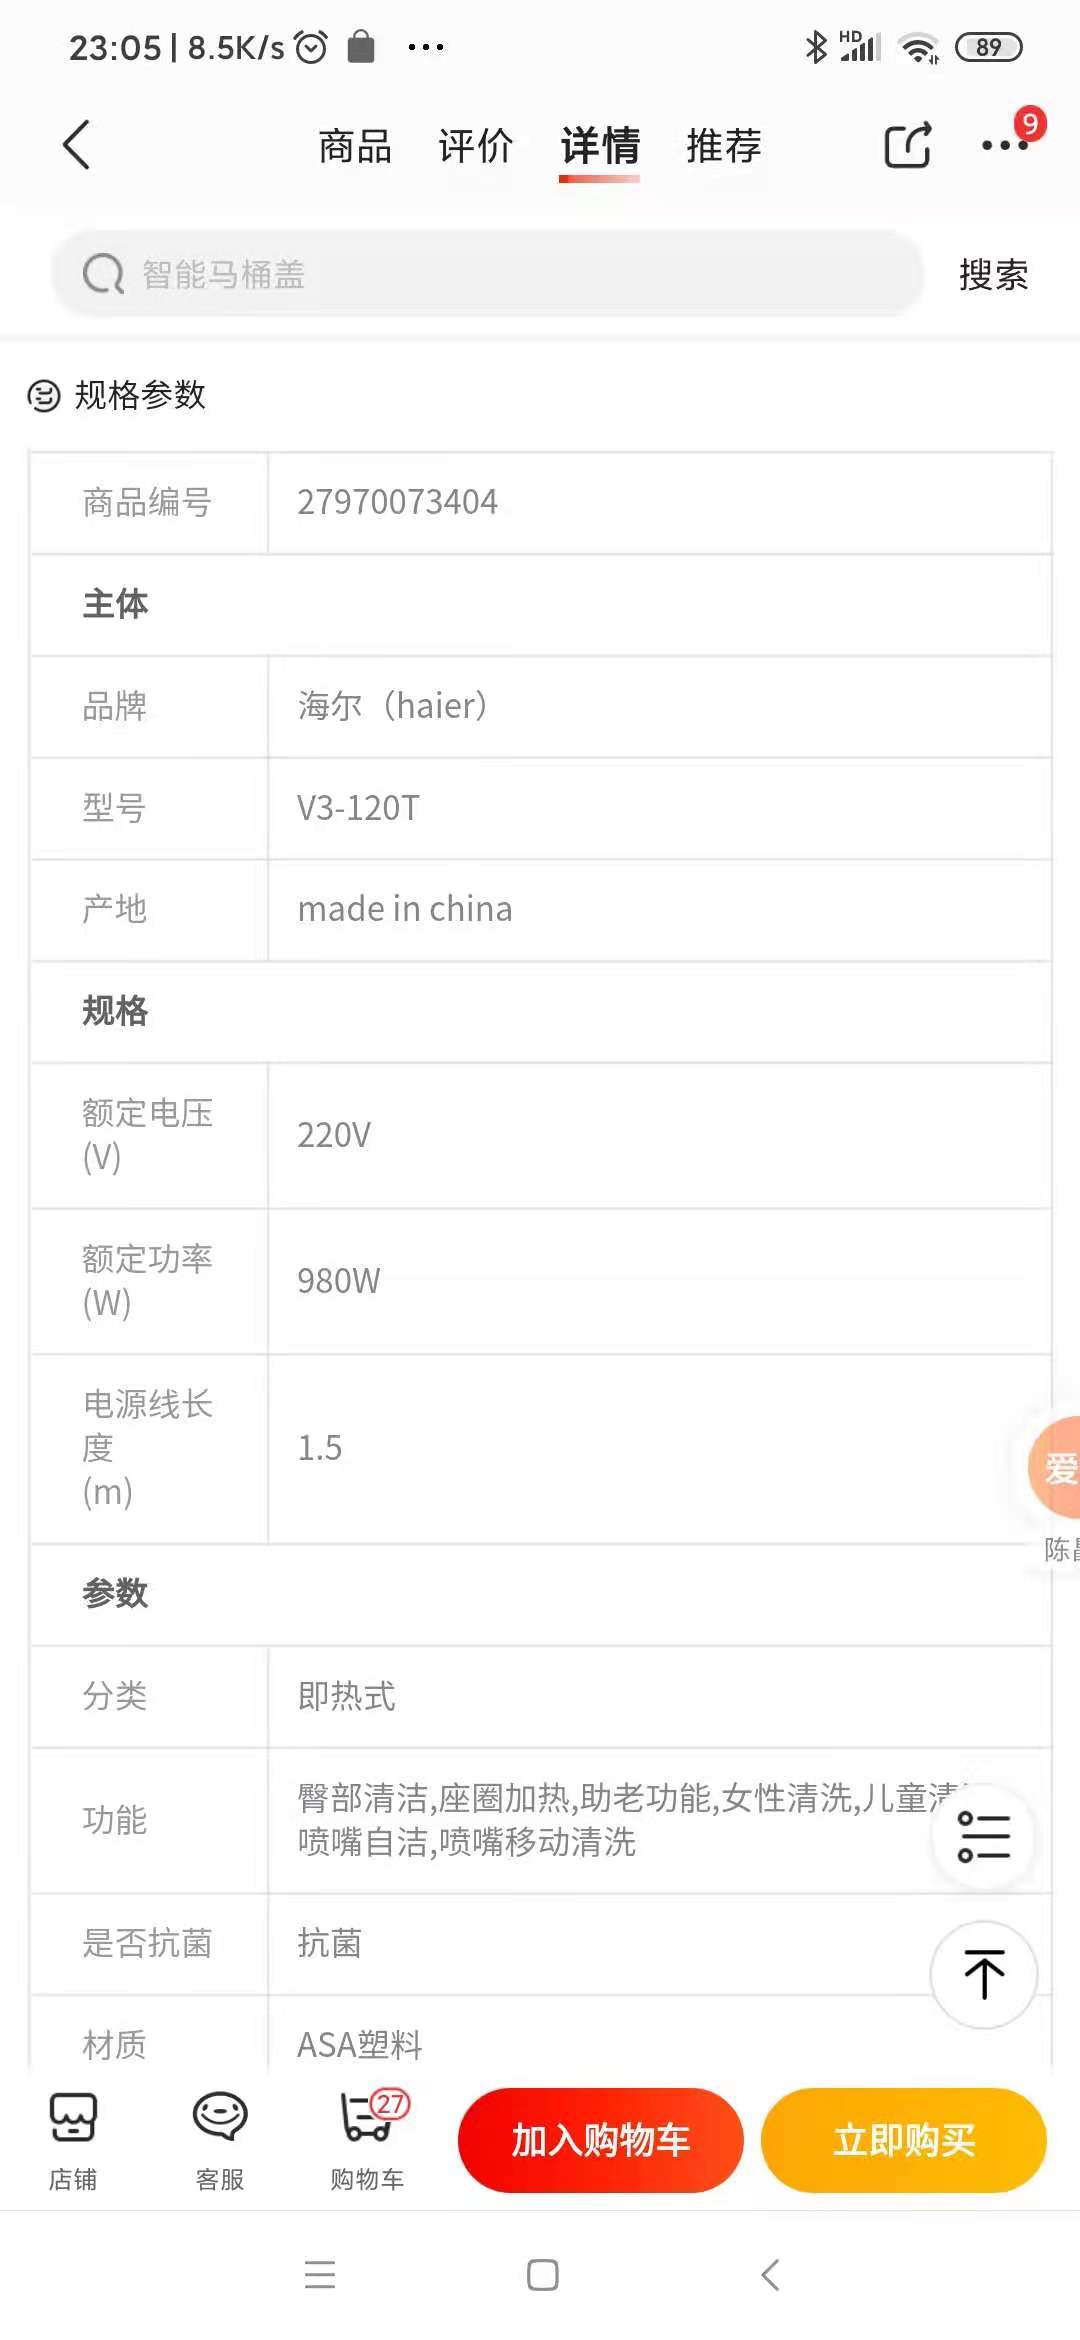 23:05 | 8.5K/s ...
HD
89
商品 评价 详情 推荐
9
智能马桶盖
搜索
规格参数
商品编号 27970073404
主体
品牌 海尔（haier）
型号 V3-120T
产地 made in china
规格
额定电压
(V)
220V
额定功率
(W)
980W
电源线长
度
(m)
1.5
爱
陈
参数
分类 即热式
功能
臀部清洁,座圈加热,助老功能,女性清洗,儿童清
喷嘴自洁,喷嘴移动清洗
是否抗菌 抗菌
材质 ASA塑料
店铺
客服
27
购物车
加入购物车
立即购买